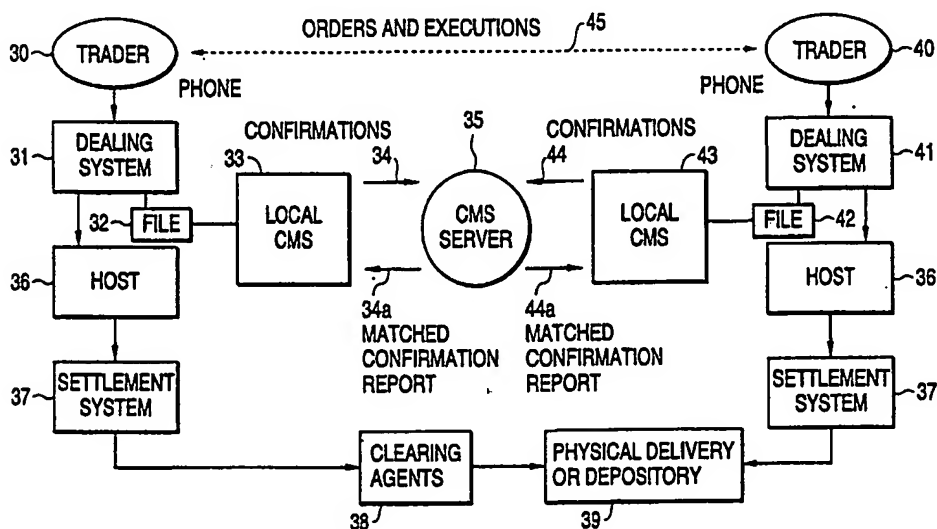 ORDERS AND EXECUTIONS
45
30
TRADER
TRADER
40
PHONE
PHONE
31
DEALING
SYSTEM
CONFIRMATIONS
34
35
CONFIRMATIONS
44
DEALING
SYSTEM
41
33
43
32
FILE
LOCAL
CMS
CMS
SERVER
LOCAL
CMS
FILE
42
36
HOST
34a
MATCHED
CONFIRMATION
REPORT
44a
MATCHED
CONFIRMATION
REPORT
HOST
36
37
SETTLEMENT
SYSTEM
SETTLEMENT
SYSTEM
37
CLEARING
AGENTS
38
PHYSICAL DELIVERY
OR DEPOSITORY
39